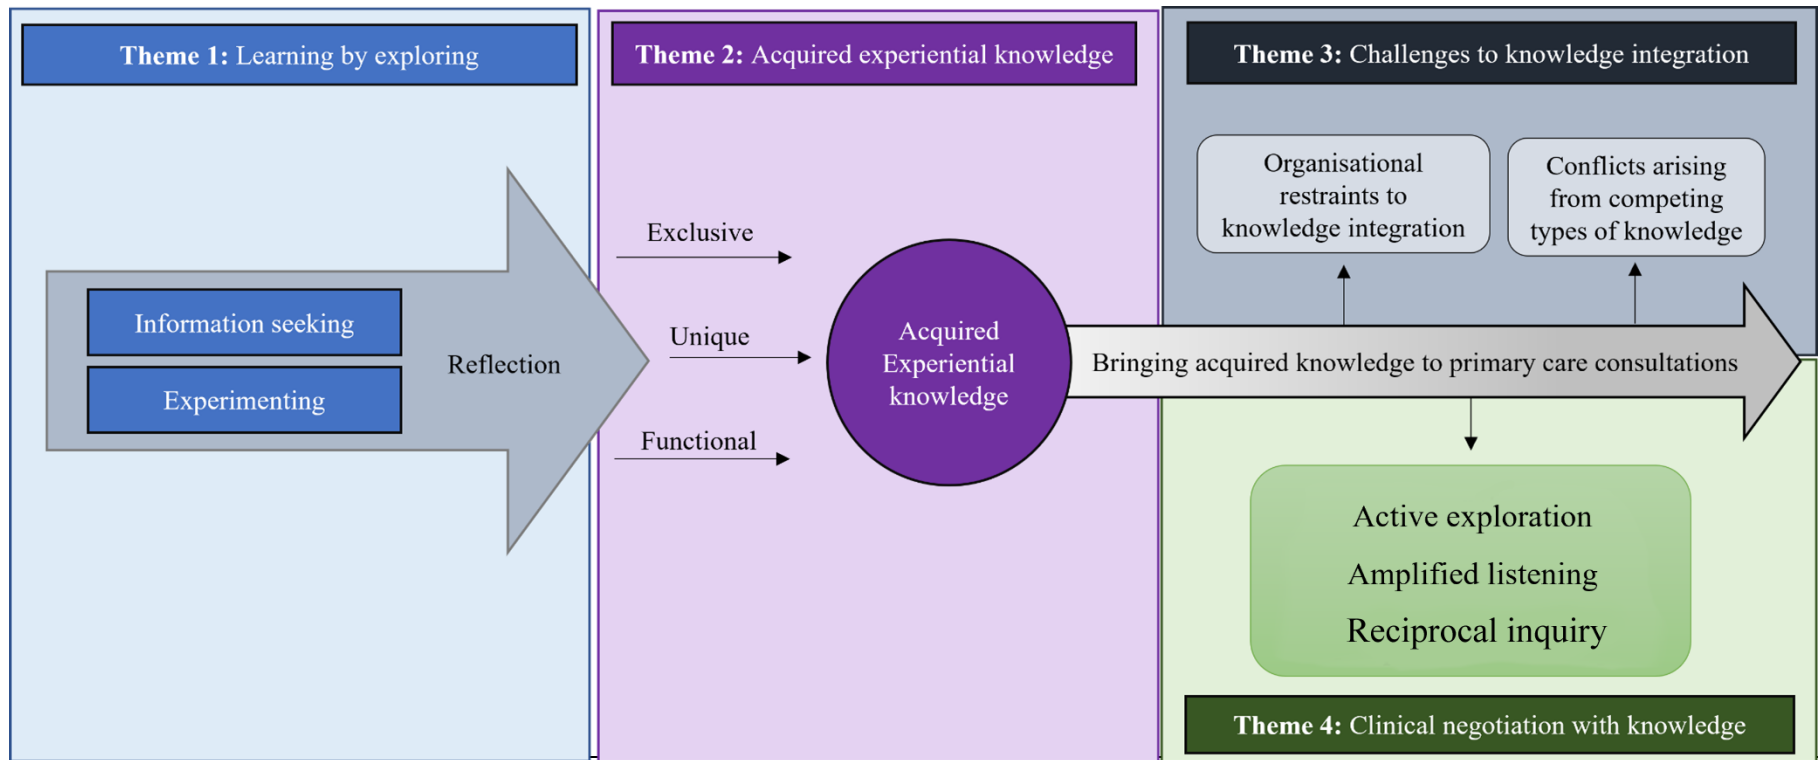 Theme 1: Learning by exploring
Information seeking
Experimenting
Reflection
Theme 2: Acquired experiential knowledge
Exclusive
Unique
Functional
Acquired
Experiential
knowledge
Theme 3: Challenges to knowledge integration
Organisational
restraints to
knowledge integration
Conflicts arising
from competing
types of knowledge
Bringing acquired knowledge to primary care consultations
Active exploration
Amplified listening
Reciprocal inquiry
Theme 4: Clinical negotiation with knowledge